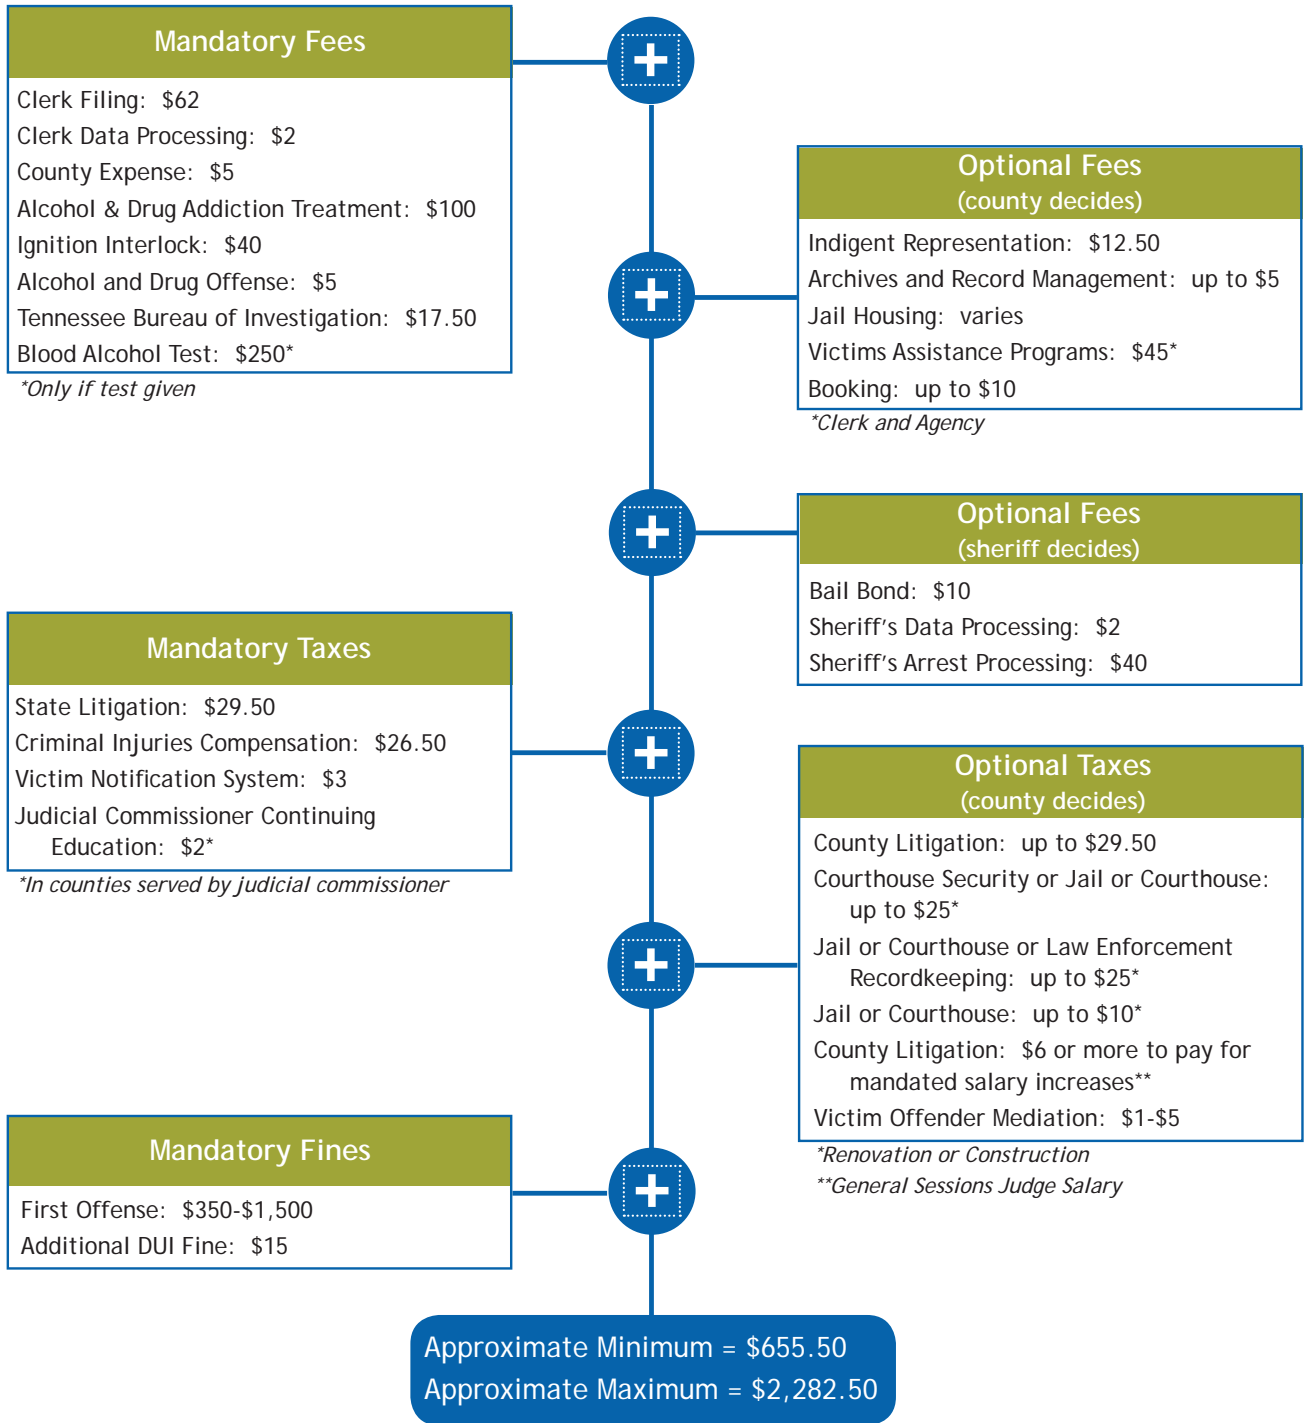 Mandatory Fees
Clerk Filing: $62
Clerk Data Processing: $2
County Expense: $5
Alcohol & Drug Addiction Treatment: $100
Ignition Interlock: $40
Alcohol and Drug Offense: $5
Tennessee Bureau of Investigation: $17.50
Blood Alcohol Test: $250*
*Only if test given
Optional Fees
(county decides)
Indigent Representation: $12.50
Archives and Record Management: up to $5
Jail Housing: varies
Victims Assistance Programs: $45*
Booking: up to $10
*Clerk and Agency
Optional Fees
(sheriff decides)
Bail Bond: $10
Sheriff's Data Processing: $2
Sheriff's Arrest Processing: $40
Mandatory Taxes
State Litigation: $29.50
Criminal Injuries Compensation: $26.50
Victim Notification System: $3
Judicial Commissioner Continuing
Education: $2*
*In counties served by judicial commissioner
Optional Taxes
(county decides)
County Litigation: up to $29.50
Courthouse Security or Jail or Courthouse:
up to $25*
Jail or Courthouse or Law Enforcement
Recordkeeping: up to $25*
Jail or Courthouse: up to $10*
County Litigation: $6 or more to pay for
mandated salary increases**
Victim Offender Mediation: $1-$5
*Renovation or Construction
**General Sessions Judge Salary
Mandatory Fines
First Offense: $350-$1,500
Additional DUI Fine: $15
Approximate Minimum = $655.50
Approximate Maximum = $2,282.50